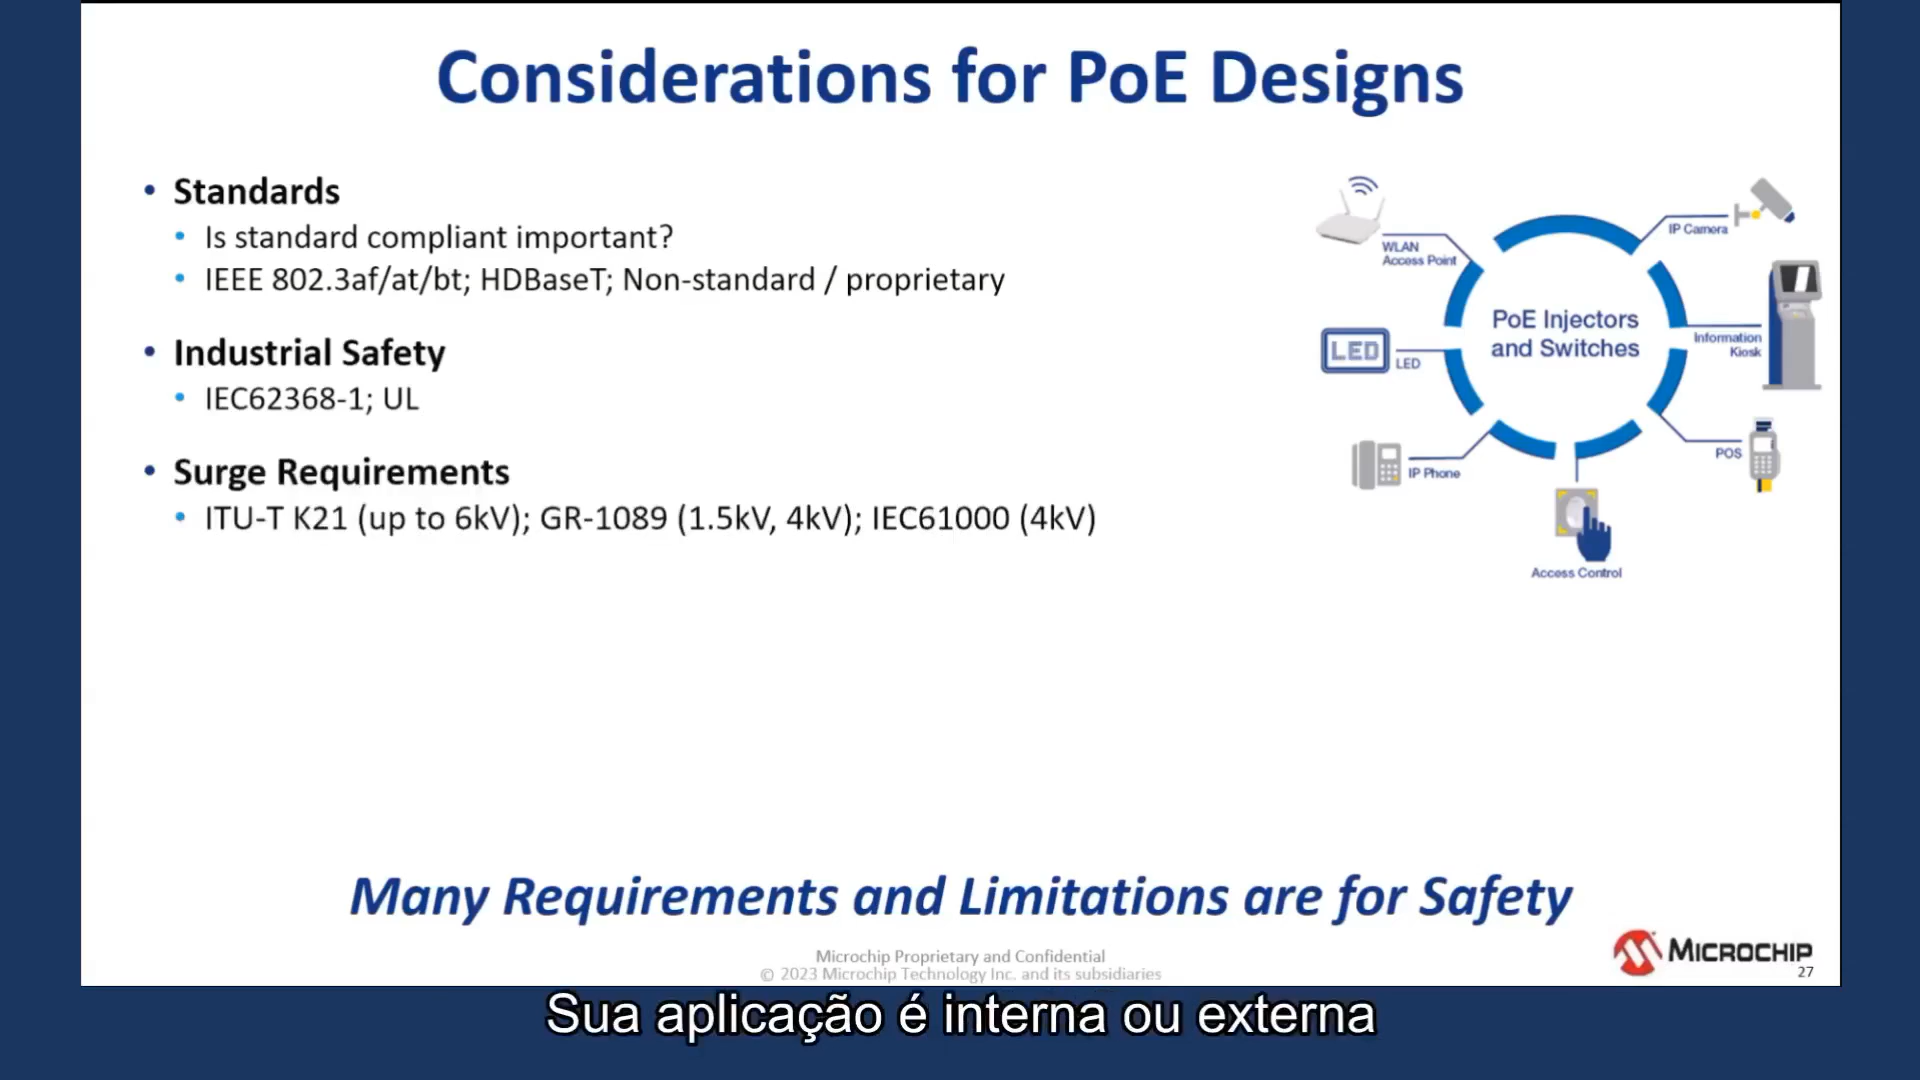 Considerations for PoE Designs
• Standards
• Is standard compliant important?
• IEEE 802.3af/at/bt; HDBaseT; Non-standard / proprietary
• Industrial Safety
• IEC62368-1; UL
• Surge Requirements
• ITU-T K21 (up to 6kV); GR-1089 (1.5kV, 4kV); IEC61000 (4kV)
WLAN
Access Point
IP Camera
PoE Injectors
and Switches
Information
Kiosk
LED
LED
POS
IP Phone
Access Control
Many Requirements and Limitations are for Safety
Microchip Proprietary and Confidential
© 2023 Microchip Technology Inc. and its subsidiaries
MICROCHIP
27
Sua aplicação é interna ou externa